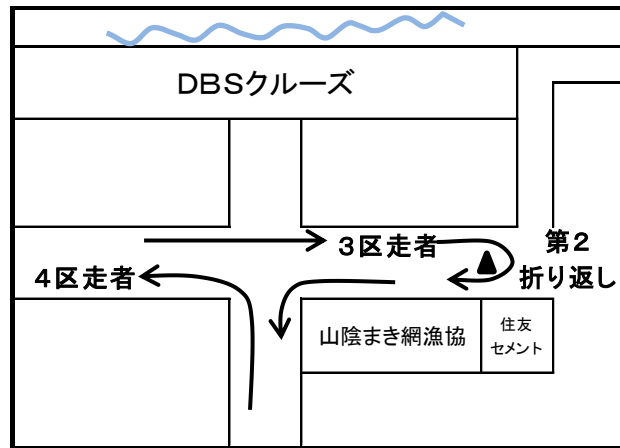 DBSクルーズ
3区走者
第2
折り返し
4区走者
山陰まき網漁協
住友
セメント